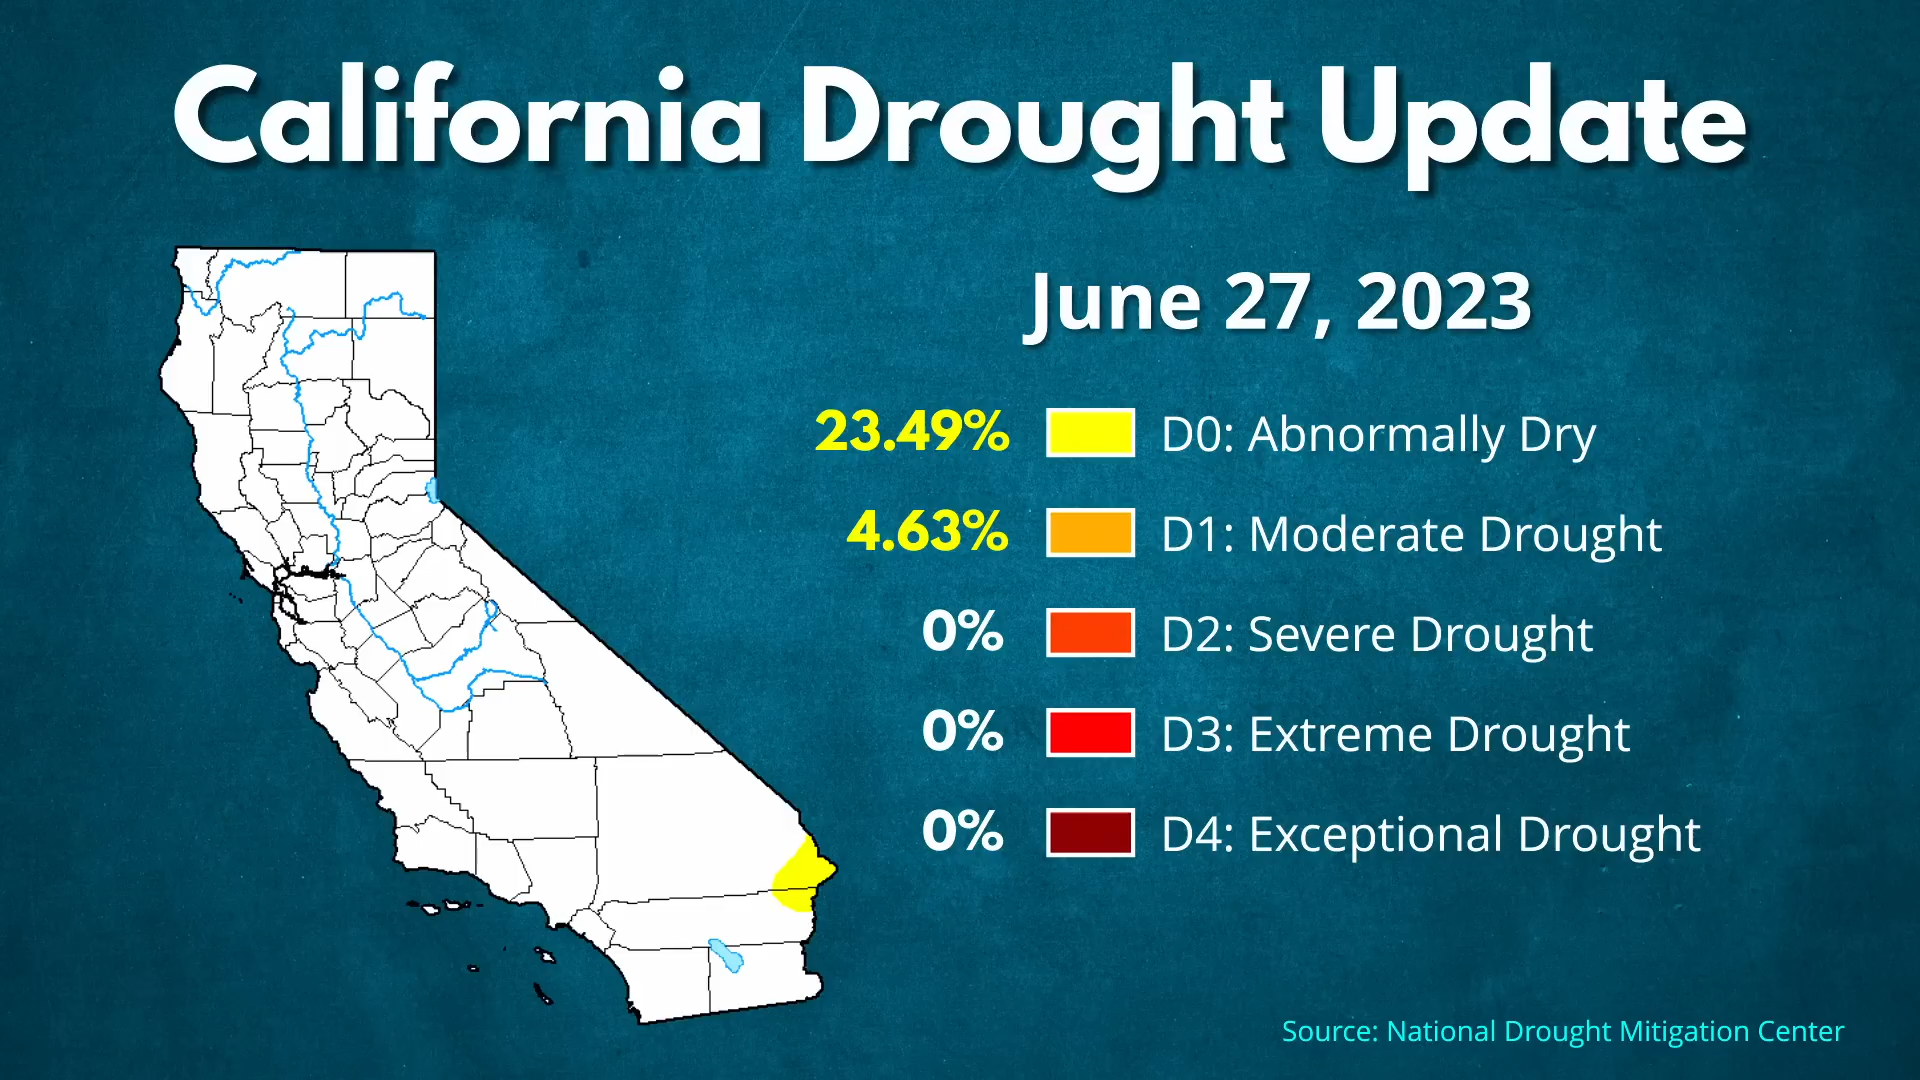 California Drought Update
June 27, 2023
23.49% D0: Abnormally Dry
4.63% D1: Moderate Drought
0% D2: Severe Drought
0% D3: Extreme Drought
0% D4: Exceptional Drought
Source: National Drought Mitigation Center